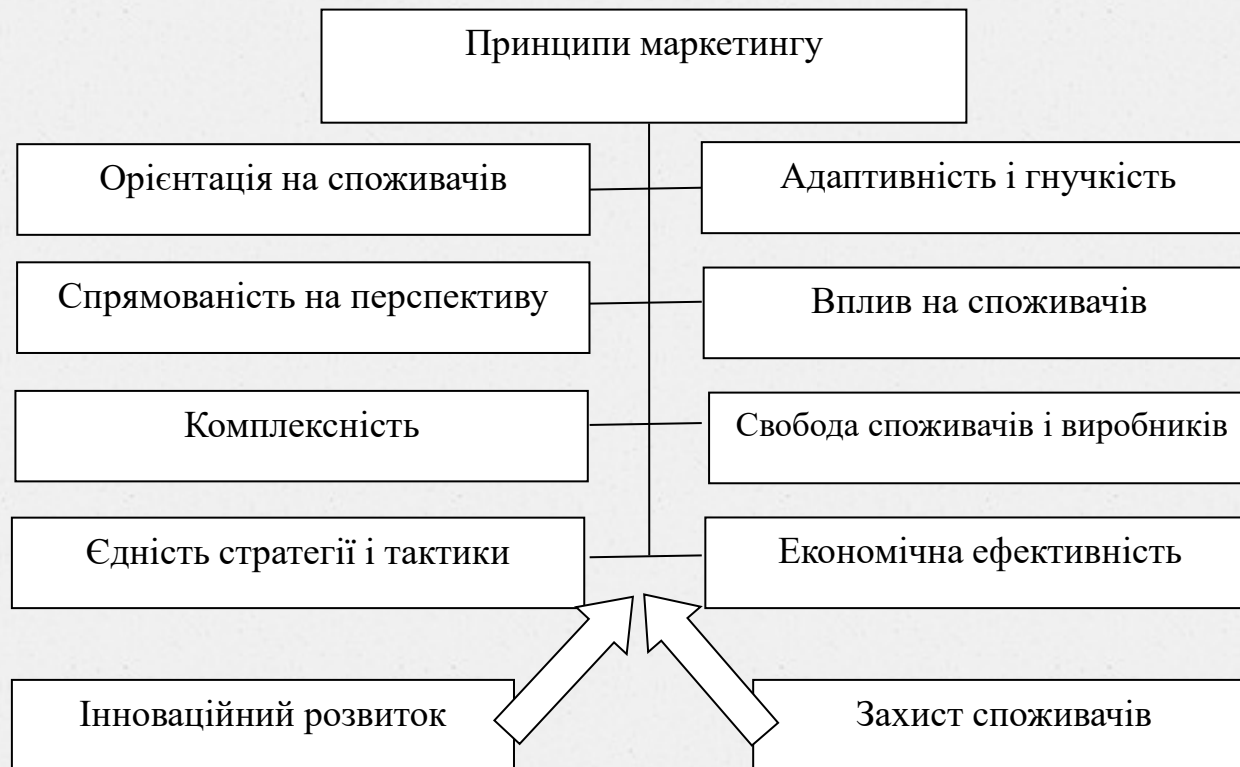 Принципи маркетингу
Орієнтація на споживачів
Адаптивність і гнучкість
Спрямованість на перспективу
Вплив на споживачів
Комплексність
Свобода споживачів і виробників
Єдність стратегії і тактики
Економічна ефективність
Інноваційний розвиток
Захист споживачів